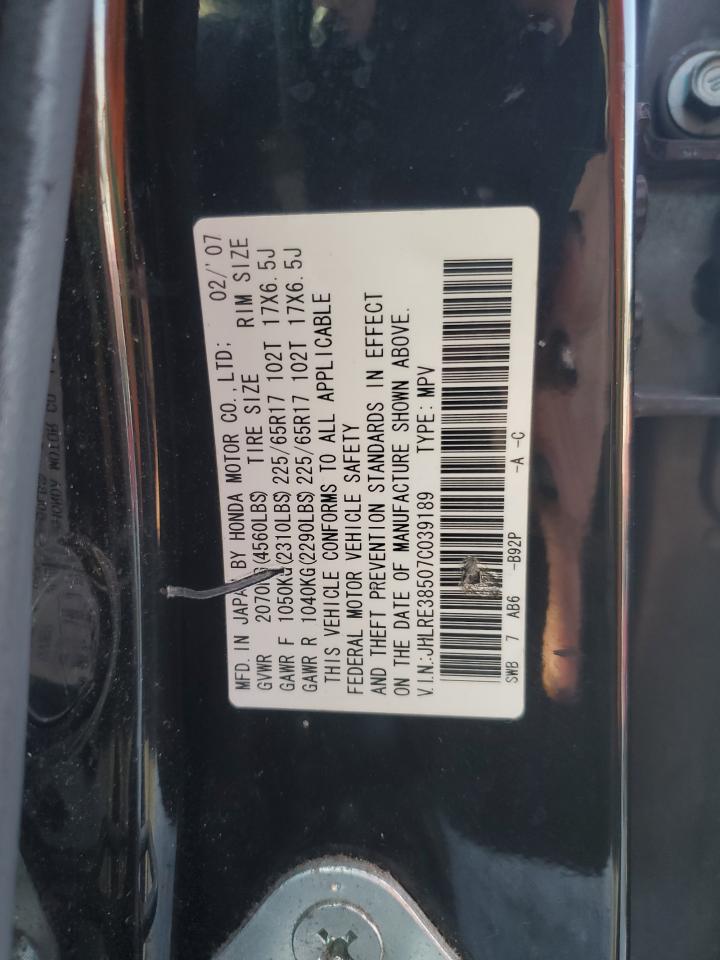 MFD. IN JAPAN BY HONDA MOTOR CO., LTD; 02/'07
GVWR 2070KG(4560LBS) TIRE SIZE RIM SIZE
GAWR F 1050KG(2310LBS) 225/65R17 102T 17X6.5J
GAWR R 1040KG(2290LBS) 225/65R17 102T 17X6.5J
THIS VEHICLE CONFORMS TO ALL APPLICABLE
FEDERAL MOTOR VEHICLE SAFETY
AND THEFT PREVENTION STANDARDS IN EFFECT
ON THE DATE OF MANUFACTURE SHOWN ABOVE.
V.I.N.:JHLRE38507C039189 TYPE: MPV
SWB 7 AB6 -B92P -A -C